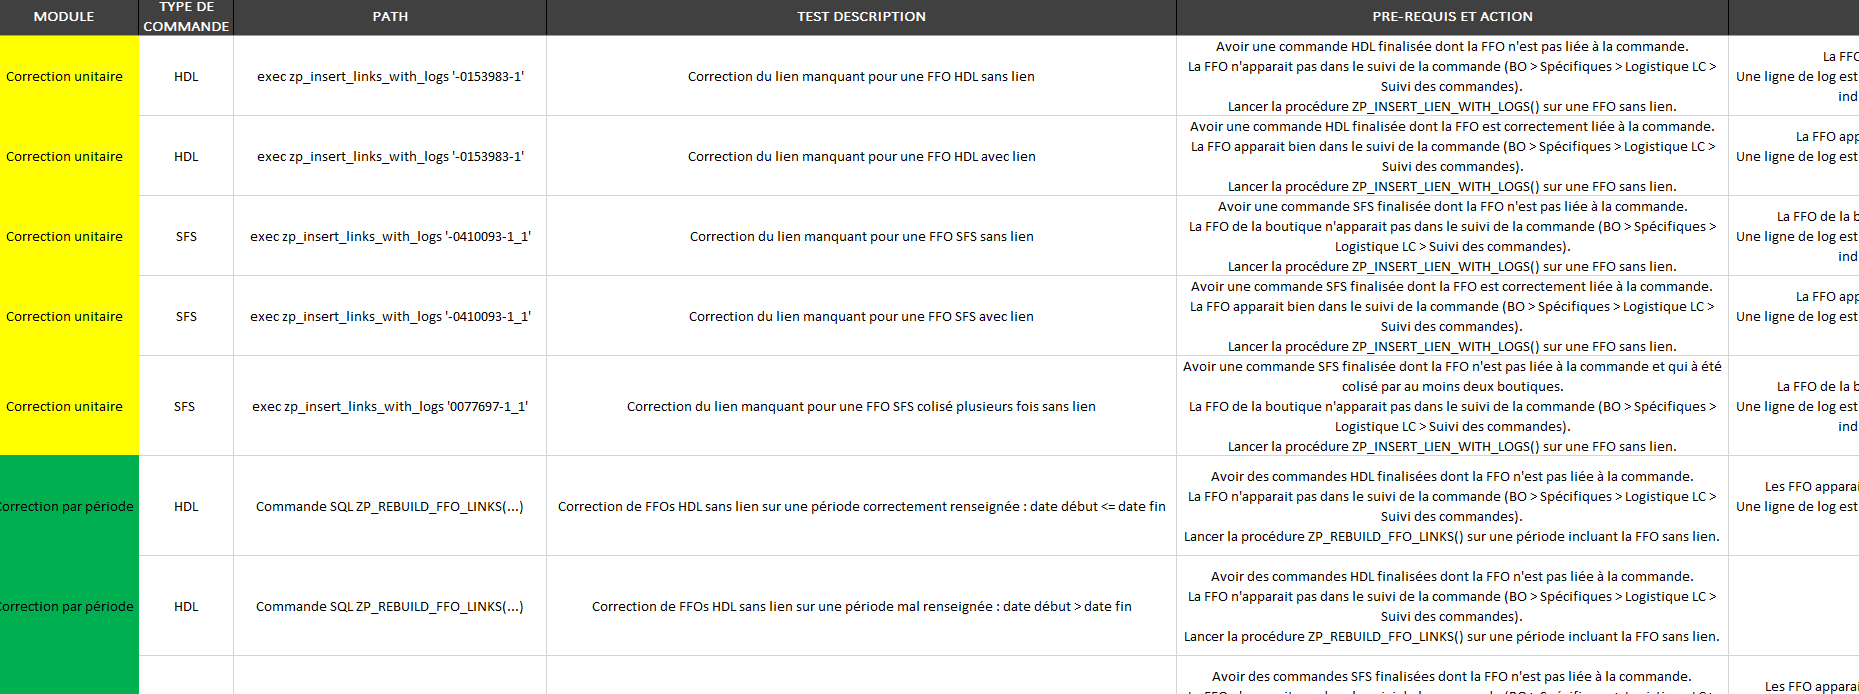 MODULE
TYPE DE
COMMANDE
PATH
TEST DESCRIPTION
PRE-REQUIS ET ACTION
Correction unitaire
HDL
exec zp_insert_links_with_logs '-0153983-1'
Correction du lien manquant pour une FFO HDL sans lien
Avoir une commande HDL finalisée dont la FFO n'est pas liée à la commande.
La FFO n'apparait pas dans le suivi de la commande (BO > Spécifiques > Logistique LC >
Suivi des commandes).
Lancer la procédure ZP_INSERT_LIEN_WITH_LOGS() sur une FFO sans lien.
La FFO
Une ligne de log est
ind
Correction unitaire
HDL
exec zp_insert_links_with_logs '-0153983-1'
Correction du lien manquant pour une FFO HDL avec lien
Avoir une commande HDL finalisée dont la FFO est correctement liée à la commande.
La FFO apparait bien dans le suivi de la commande (BO > Spécifiques > Logistique LC >
Suivi des commandes).
Lancer la procédure ZP_INSERT_LIEN_WITH_LOGS() sur une FFO sans lien.
La FFO app
Une ligne de log est
Correction unitaire
SFS
exec zp_insert_links_with_logs '-0410093-1_1'
Correction du lien manquant pour une FFO SFS sans lien
Avoir une commande SFS finalisée dont la FFO n'est pas liée à la commande.
La FFO de la boutique n'apparait pas dans le suivi de la commande (BO > Spécifiques >
Logistique LC > Suivi des commandes).
Lancer la procédure ZP_INSERT_LIEN_WITH_LOGS() sur une FFO sans lien.
La FFO de la b
Une ligne de log est
ind
Correction unitaire
SFS
exec zp_insert_links_with_logs '-0410093-1_1'
Correction du lien manquant pour une FFO SFS avec lien
Avoir une commande SFS finalisée dont la FFO est correctement liée à la commande.
La FFO apparait bien dans le suivi de la commande (BO > Spécifiques > Logistique LC >
Suivi des commandes).
Lancer la procédure ZP_INSERT_LIEN_WITH_LOGS() sur une FFO sans lien.
La FFO app
Une ligne de log est
Correction unitaire
SFS
exec zp_insert_links_with_logs '0077697-1_1'
Correction du lien manquant pour une FFO SFS colisé plusieurs fois sans lien
Avoir une commande SFS finalisée dont la FFO n'est pas liée à la commande et qui à été
colisé par au moins deux boutiques.
La FFO de la boutique n'apparait pas dans le suivi de la commande (BO > Spécifiques >
Logistique LC > Suivi des commandes).
Lancer la procédure ZP_INSERT_LIEN_WITH_LOGS() sur une FFO sans lien.
La FFO de la b
Une ligne de log est
ind
orrection par période
HDL
Commande SQL ZP_REBUILD_FFO_LINKS(...)
Correction de FFOs HDL sans lien sur une période correctement renseignée : date début <= date fin
Avoir des commandes HDL finalisées dont la FFO n'est pas liée à la commande.
La FFO n'apparait pas dans le suivi de la commande (BO > Spécifiques > Logistique LC >
Suivi des commandes).
Lancer la procédure ZP_REBUILD_FFO_LINKS() sur une période incluant la FFO sans lien.
Les FFO apparai
Une ligne de log est
orrection par période
HDL
Commande SQL ZP_REBUILD_FFO_LINKS(...)
Correction de FFOs HDL sans lien sur une période mal renseignée : date début > date fin
Avoir des commandes HDL finalisées dont la FFO n'est pas liée à la commande.
La FFO n'apparait pas dans le suivi de la commande (BO > Spécifiques > Logistique LC >
Suivi des commandes).
Lancer la procédure ZP_REBUILD_FFO_LINKS() sur une période incluant la FFO sans lien.
Avoir des commandes SFS finalisées dont la FFO n'est pas liée à la commande.
Les FFO apparai